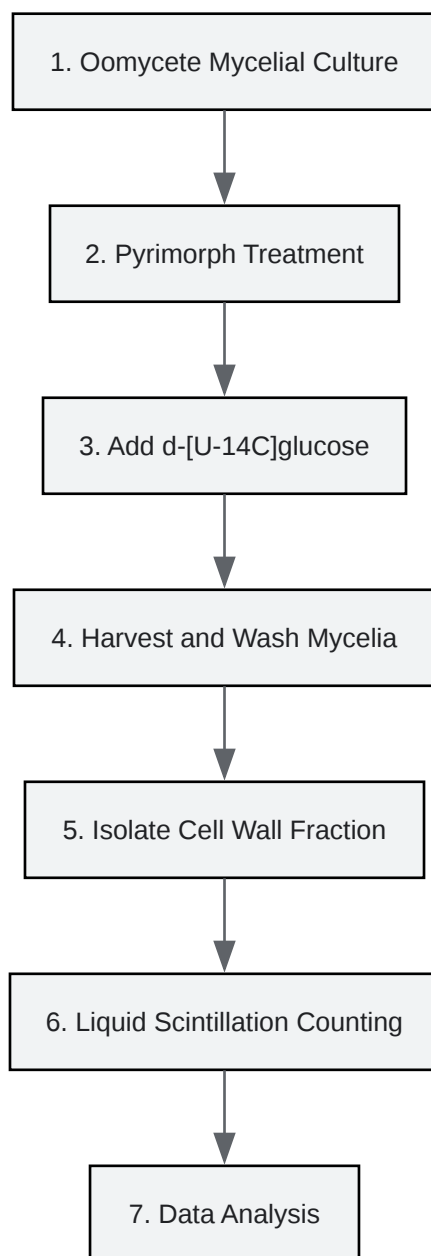 1. Oomycete Mycelial Culture
2. Pyrimorph Treatment
3. Add d-[U-14C]glucose
4. Harvest and Wash Mycelia
5. Isolate Cell Wall Fraction
6. Liquid Scintillation Counting
7. Data Analysis